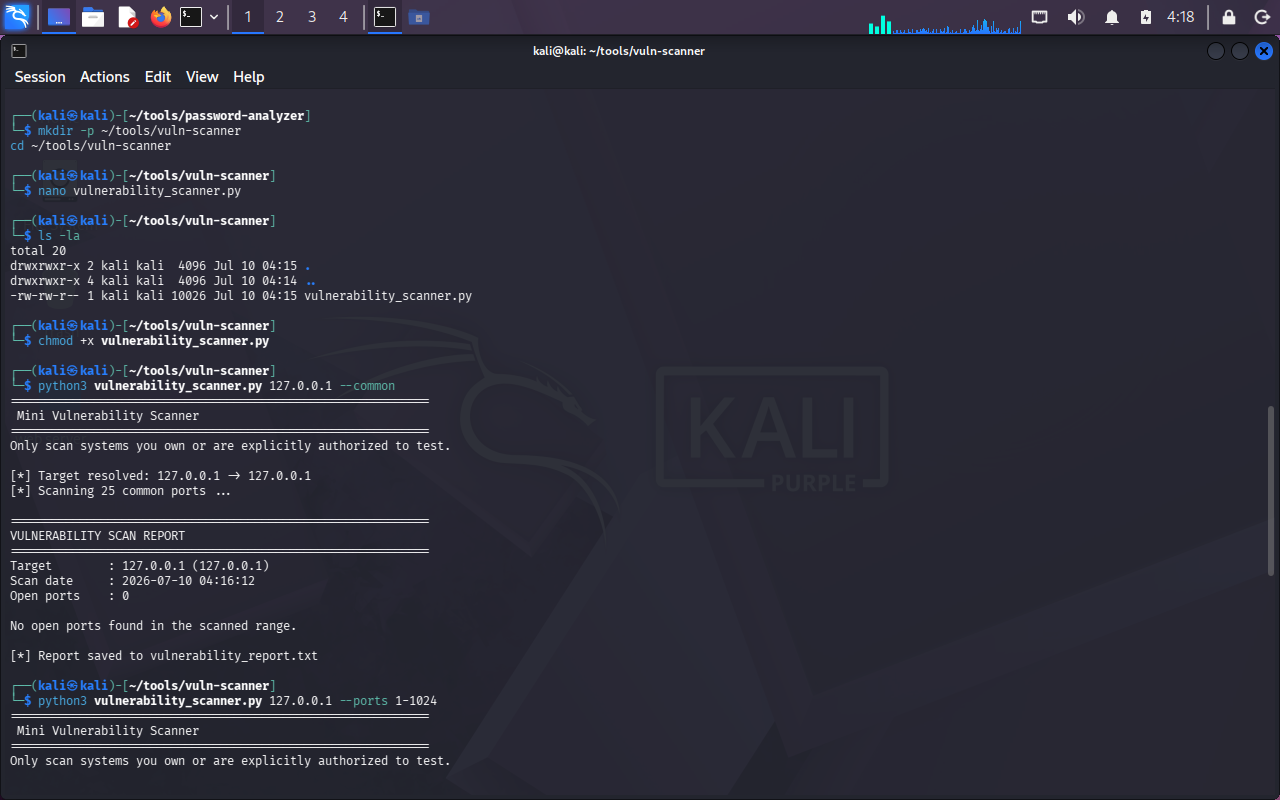 1 2 3 4 4:18
kali@kali: ~/tools/vuln-scanner
Session Actions Edit View Help
┌──(kali㉿kali)-[~/tools/password-analyzer]
└─$ mkdir -p ~/tools/vuln-scanner
cd ~/tools/vuln-scanner
┌──(kali㉿kali)-[~/tools/vuln-scanner]
└─$ nano vulnerability_scanner.py
┌──(kali㉿kali)-[~/tools/vuln-scanner]
└─$ ls -la
total 20
drwxrwxr-x 2 kali kali  4096 Jul 10 04:15 .
drwxrwxr-x 4 kali kali  4096 Jul 10 04:14 ..
-rw-rw-r-- 1 kali kali 10026 Jul 10 04:15 vulnerability_scanner.py
┌──(kali㉿kali)-[~/tools/vuln-scanner]
└─$ chmod +x vulnerability_scanner.py
┌──(kali㉿kali)-[~/tools/vuln-scanner]
└─$ python3 vulnerability_scanner.py 127.0.0.1 --common
============================================================
 Mini Vulnerability Scanner
============================================================
Only scan systems you own or are explicitly authorized to test.
[*] Target resolved: 127.0.0.1 -> 127.0.0.1
[*] Scanning 25 common ports ...
============================================================
VULNERABILITY SCAN REPORT
============================================================
Target        : 127.0.0.1 (127.0.0.1)
Scan date     : 2026-07-10 04:16:12
Open ports    : 0
No open ports found in the scanned range.
[*] Report saved to vulnerability_report.txt
┌──(kali㉿kali)-[~/tools/vuln-scanner]
└─$ python3 vulnerability_scanner.py 127.0.0.1 --ports 1-1024
============================================================
 Mini Vulnerability Scanner
============================================================
Only scan systems you own or are explicitly authorized to test.
KALI
PURPLE